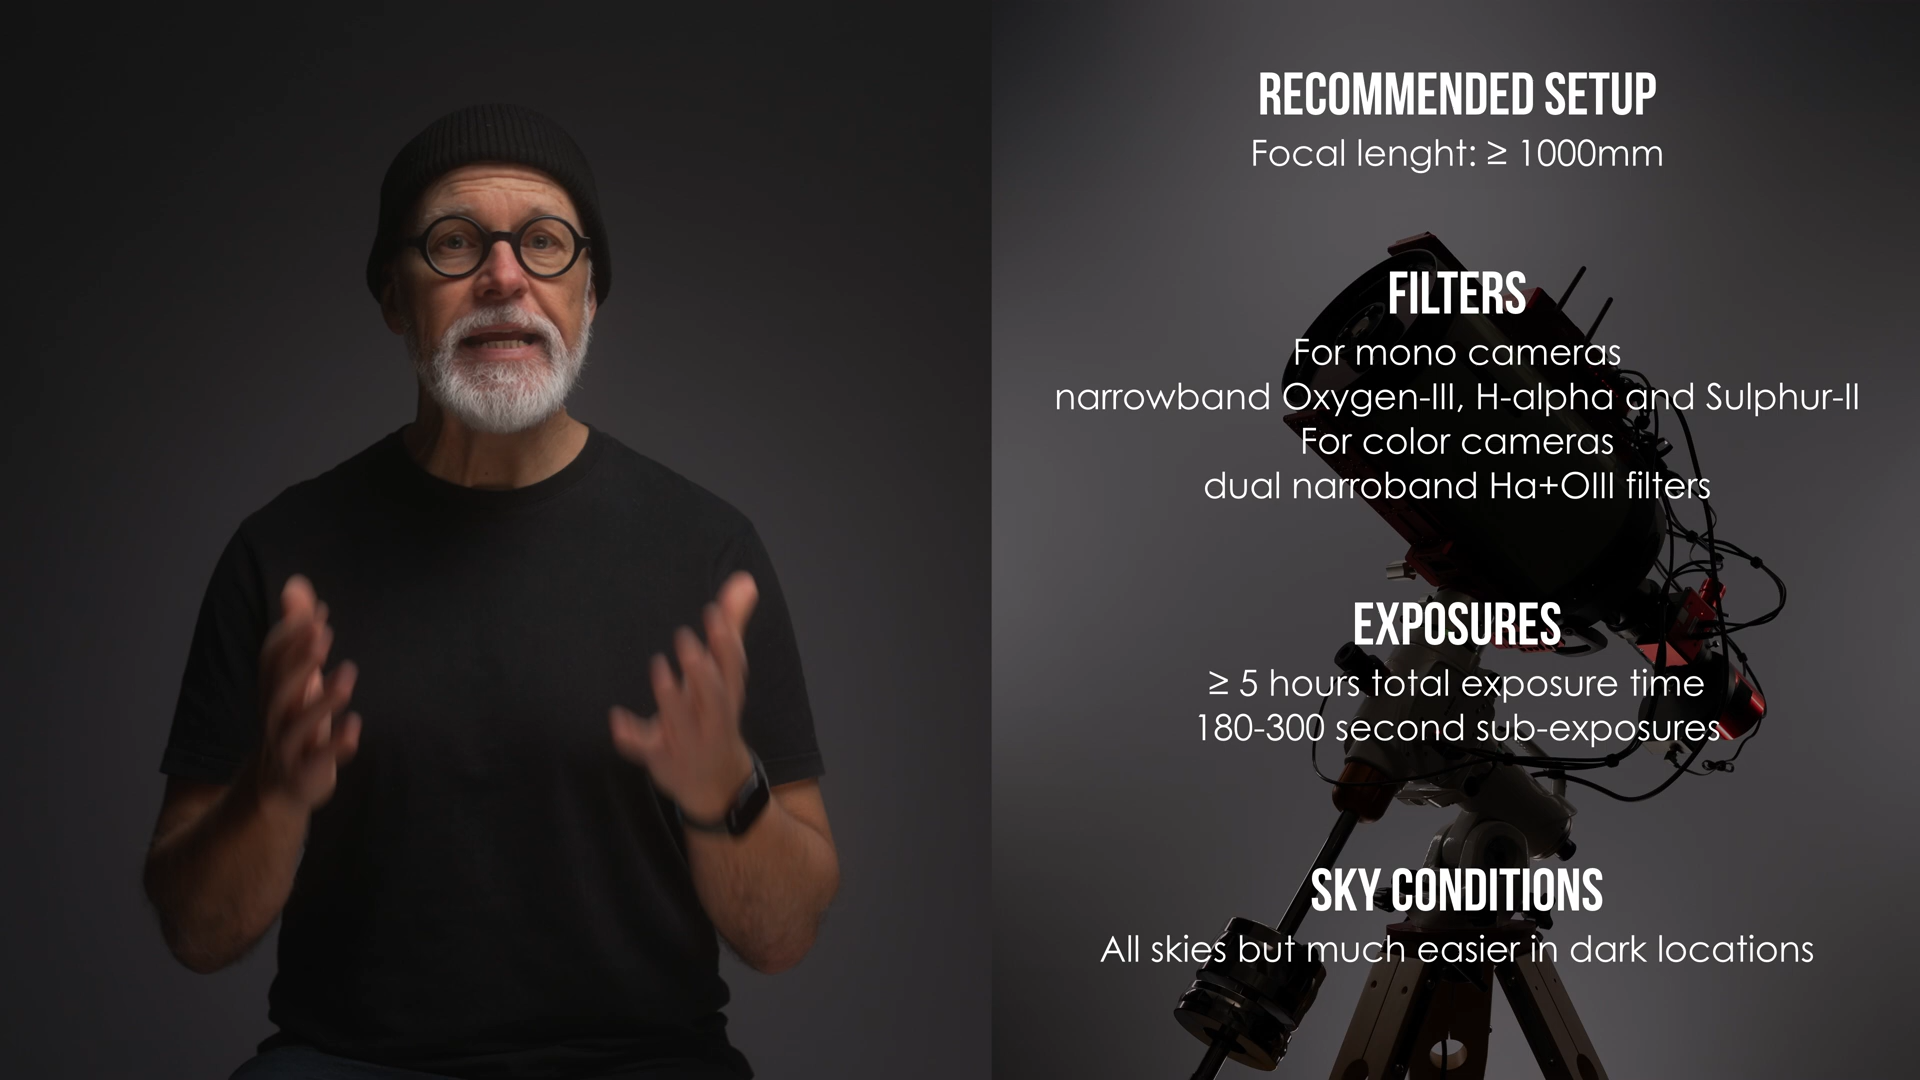 RECOMMENDED SETUP
Focal lenght: ≥ 1000mm
FILTERS
For mono cameras
narrowband Oxygen-III, H-alpha and Sulphur-II
For color cameras
dual narroband Ha+OIII filters
EXPOSURES
≥ 5 hours total exposure time
180-300 second sub-exposures
SKY CONDITIONS
All skies but much easier in dark locations